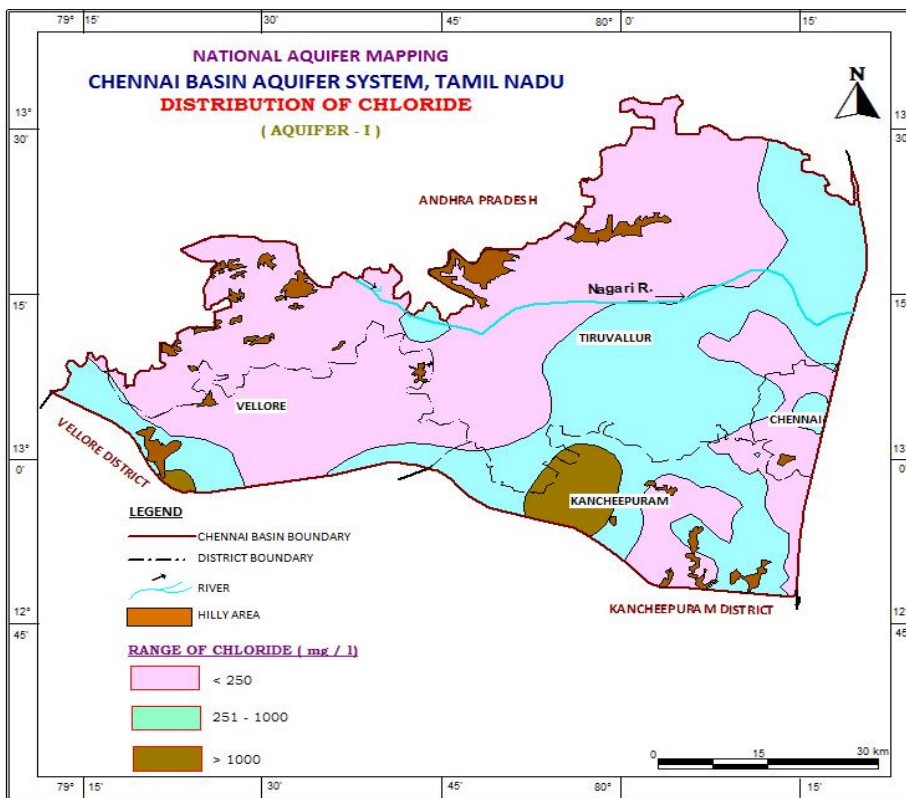 79° 15' 30' 45' 80° 0' 15'
NATIONAL AQUIFER MAPPING
CHENNAI BASIN AQUIFER SYSTEM, TAMIL NADU
DISTRIBUTION OF CHLORIDE
( AQUIFER - I )
N
13° 30' 13 30
ANDHRA PRADESH
15' 15
Nagari R.
TIRUVALLUR
VELLORE
CHENNAI
13° 0' 13 0
VELLORE DISTRICT
KANCHEEPURAM
LEGEND
CHENNAI BASIN BOUNDARY
DISTRICT BOUNDARY
RIVER
HILLY AREA
KANCHEEPURAM DISTRICT
12° 45' 12 45
RANGE OF CHLORIDE ( mg / l)
< 250
251 - 1000
> 1000
0 15 30 km
79° 15' 30' 45' 80° 0' 15'